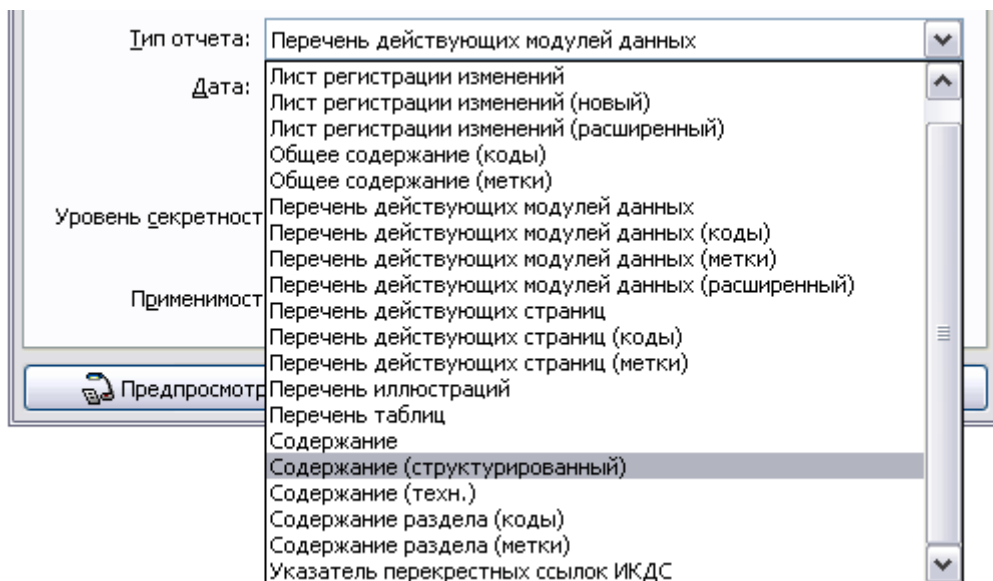 Тип отчета: Перечень действующих модулей данных
Дата:
Лист регистрации изменений
Лист регистрации изменений (новый)
Лист регистрации изменений (расширенный)
Общее содержание (коды)
Общее содержание (метки)
Перечень действующих модулей данных
Уровень секретност
Перечень действующих модулей данных (коды)
Перечень действующих модулей данных (метки)
Перечень действующих модулей данных (расширенный)
Применимост
Перечень действующих страниц
Перечень действующих страниц (коды)
Перечень действующих страниц (метки)
Предпросмотр
Перечень иллюстраций
Перечень таблиц
Содержание
Содержание (структурированный)
Содержание (техн.)
Содержание раздела (коды)
Содержание раздела (метки)
Указатель перекрестных ссылок ИКДС